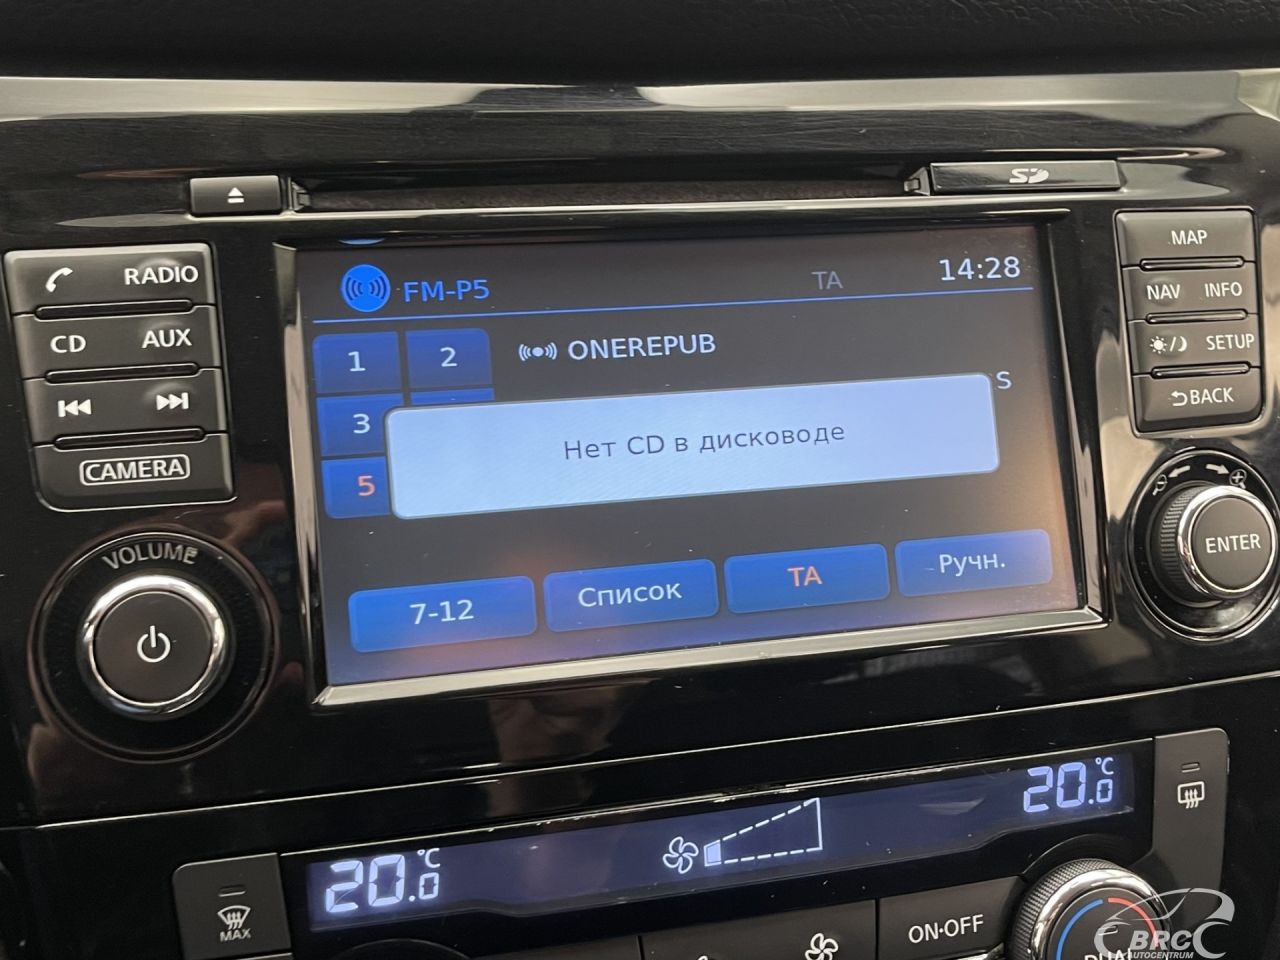 SD
RADIO
CD AUX
CAMERA
VOLUME
MAP
NAV INFO
SETUP
BACK
ENTER
FM-P5 TA 14:28
1 2 ONEREPUB
3 S
5
Нет CD в дисководе
7-12 Список TA Ручн.
20.0 °C
20.0 °C
MAX
ON·OFF
DUAL
BRC
AUTOCENTRUM